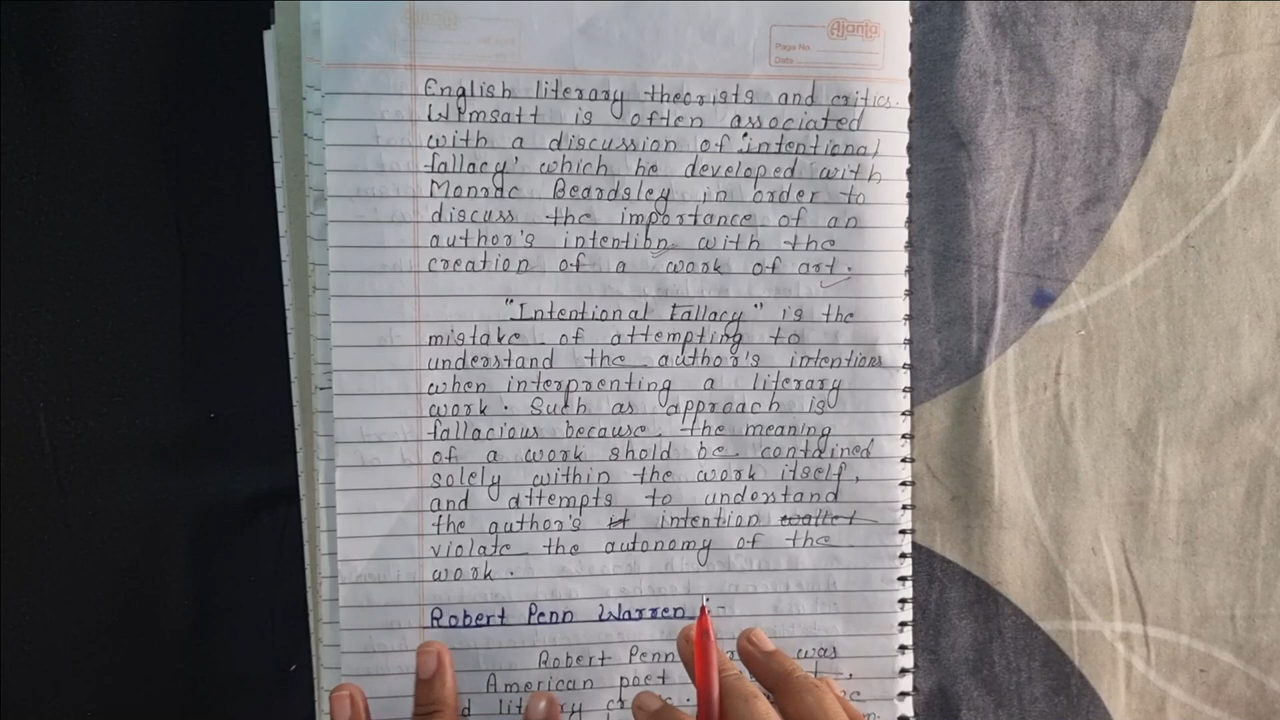 Ajanta
Page No.
Date
English literary theorists and critics.
Wimsatt is often associated
with a discussion of 'intentional
fallacy' which he developed with
Monroe Beardsley in order to
discuss the importance of an
author's intention with the
creation of a work of art.
"Intentional Fallacy" is the
mistake of attempting to
understand the author's intentions
when interprenting a literary
work. Such as approach is
fallacious because the meaning
of a work shold be contained
solely within the work itself,
and attempts to understand
the author's it intention
violate the autonomy of the
work.
Robert Penn Warren :-
Robert Penn was
American poet
literary